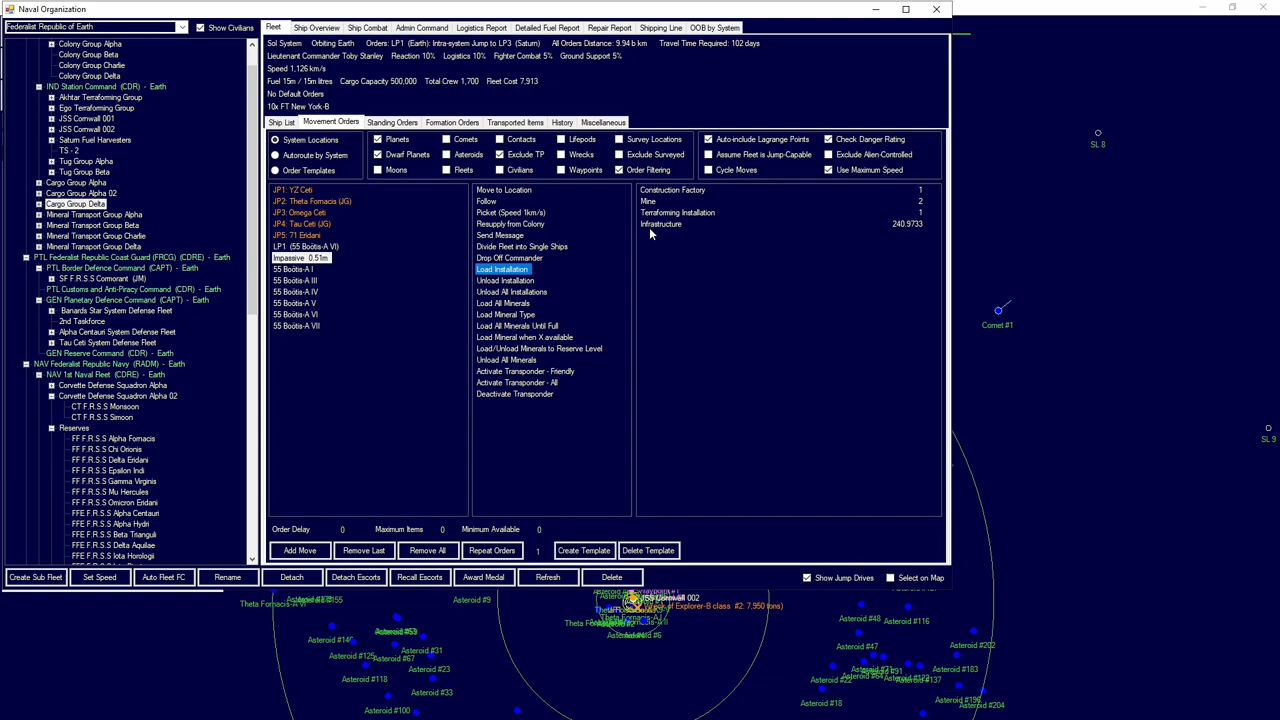 Naval Organization
Federalist Republic of Earth
Show Civilians
Colony Group Alpha
Colony Group Beta
Colony Group Charlie
Colony Group Delta
IND Station Command (CDR) - Earth
Akhtar Terraforming Group
Ego Terraforming Group
JSS Cornwall 001
JSS Cornwall 002
Saturn Fuel Harvesters
TS - 2
Tug Group Alpha
Tug Group Beta
Cargo Group Alpha
Cargo Group Alpha 02
Cargo Group Delta
Mineral Transport Group Alpha
Mineral Transport Group Beta
Mineral Transport Group Charlie
Mineral Transport Group Delta
PTL Federalist Republic Coast Guard (FRCG) (CDRE) - Earth
PTL Border Defence Command (CAPT) - Earth
SF F.R.S.S Cormorant (JM)
PTL Customs and Anti-Piracy Command (CDR) - Earth
GEN Planetary Defence Command (CAPT) - Earth
Banards Star System Defense Fleet
2nd Taskforce
Alpha Centauri System Defense Fleet
Tau Ceti System Defense Fleet
GEN Reserve Command (CDR) - Earth
NAV Federalist Republic Navy (RADM) - Earth
NAV 1st Naval Fleet (CDRE) - Earth
Corvette Defense Squadron Alpha
Corvette Defense Squadron Alpha 02
CT F.R.S.S Monsoon
CT F.R.S.S Simoon
Reserves
FF F.R.S.S Alpha Fornacis
FF F.R.S.S Chi Orionis
FF F.R.S.S Delta Eridani
FF F.R.S.S Epsilon Indi
FF F.R.S.S Gamma Virginis
FF F.R.S.S Mu Herculis
FF F.R.S.S Omicron Eridani
FFE F.R.S.S Alpha Centauri
FFE F.R.S.S Alpha Hydri
FFE F.R.S.S Beta Trianguli
FFE F.R.S.S Delta Aquilae
FFE F.R.S.S Iota Horologii
Fleet Ship Overview Ship Combat Admin Command Logistics Report Detailed Fuel Report Repair Report Shipping Line OOB by System
Sol System Orbiting Earth Orders: LP1 (Earth): Intra-system Jump to LP3 (Saturn) All Orders Distance: 9.94 b km Travel Time Required: 102 days
Lieutenant Commander Toby Stanley Reaction 10% Logistics 10% Fighter Combat 5% Ground Support 5%
Speed 1,126 km/s
Fuel 15m / 15m litres Cargo Capacity 500,000 Total Crew 1,700 Fleet Cost 7,913
No Default Orders
10x FT New York-B
Ship List Movement Orders Standing Orders Formation Orders Transported Items History Miscellaneous
System Locations Planets Comets Contacts Lifepods Survey Locations Auto-include Lagrange Points Check Danger Rating
Autoroute by System Dwarf Planets Asteroids Exclude TP Wrecks Exclude Surveyed Assume Fleet is Jump-Capable Exclude Alien-Controlled
Order Templates Moons Fleets Civilians Waypoints Order Filtering Cycle Moves Use Maximum Speed
JP1: YZ Ceti
JP2: Theta Fornacis (JG)
JP3: Omega Ceti
JP4: Tau Ceti (JG)
JP5: 71 Eridani
LP1 (55 Boötis-A VI)
Impassive 0.51m
55 Boötis-A I
55 Boötis-A III
55 Boötis-A IV
55 Boötis-A V
55 Boötis-A VI
55 Boötis-A VII
Move to Location
Follow
Picket (Speed 1km/s)
Resupply from Colony
Send Message
Divide Fleet into Single Ships
Drop Off Commander
Load Installation
Unload Installation
Unload All Installations
Load All Minerals
Load Mineral Type
Load All Minerals Until Full
Load Mineral when X available
Load/Unload Minerals to Reserve Level
Unload All Minerals
Activate Transponder - Friendly
Activate Transponder - All
Deactivate Transponder
Construction Factory 1
Mine 2
Terraforming Installation 1
Infrastructure 240.9733
Order Delay 0 Maximum Items 0 Minimum Available 0
Add Move Remove Last Remove All Repeat Orders 1 Create Template Delete Template
Create Sub Fleet Set Speed Auto Fleet FC Rename Detach Detach Escorts Recall Escorts Award Medal Refresh Delete Show Jump Drives Select on Map
SL 8
Comet #1
SL 9
JSS Cornwall 002
Wreck of Explorer-B class #2: 7,950 tons)
Asteroid #9
Asteroid #6
Asteroid #31
Asteroid #125
Asteroid #67
Asteroid #23
Asteroid #118
Asteroid #33
Asteroid #100
Asteroid #48
Asteroid #116
Asteroid #47
Asteroid #202
Asteroid #183
Asteroid #22
Asteroid #137
Asteroid #18
Asteroid #204